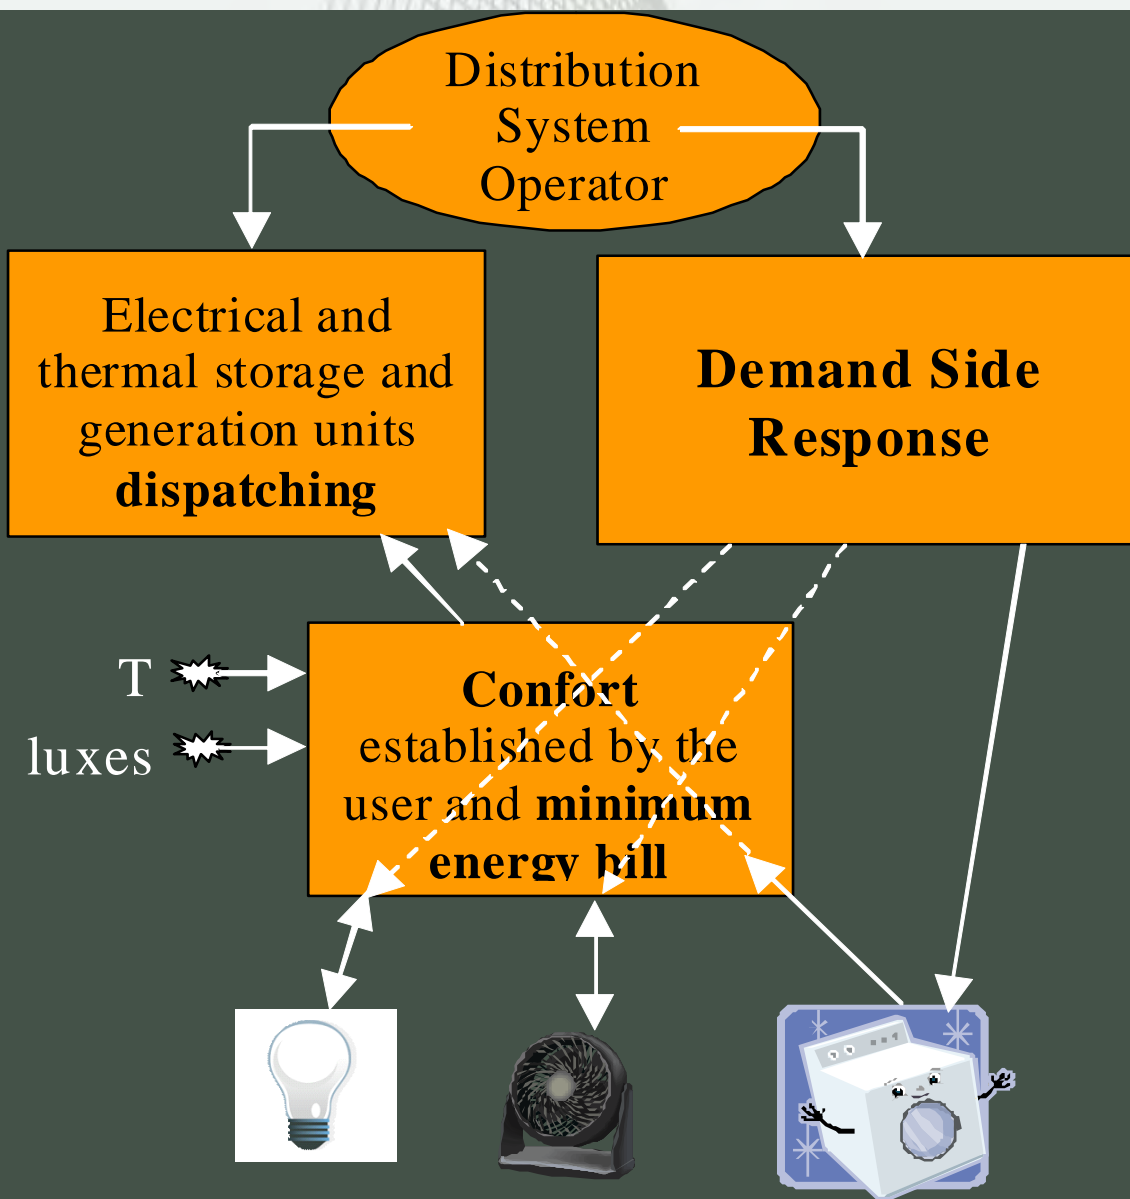 Distribution
System
Operator
Electrical and
thermal storage and
generation units
dispatching
Demand Side
Response
T
luxes
Confort
established by the
user and minimum
energy bill